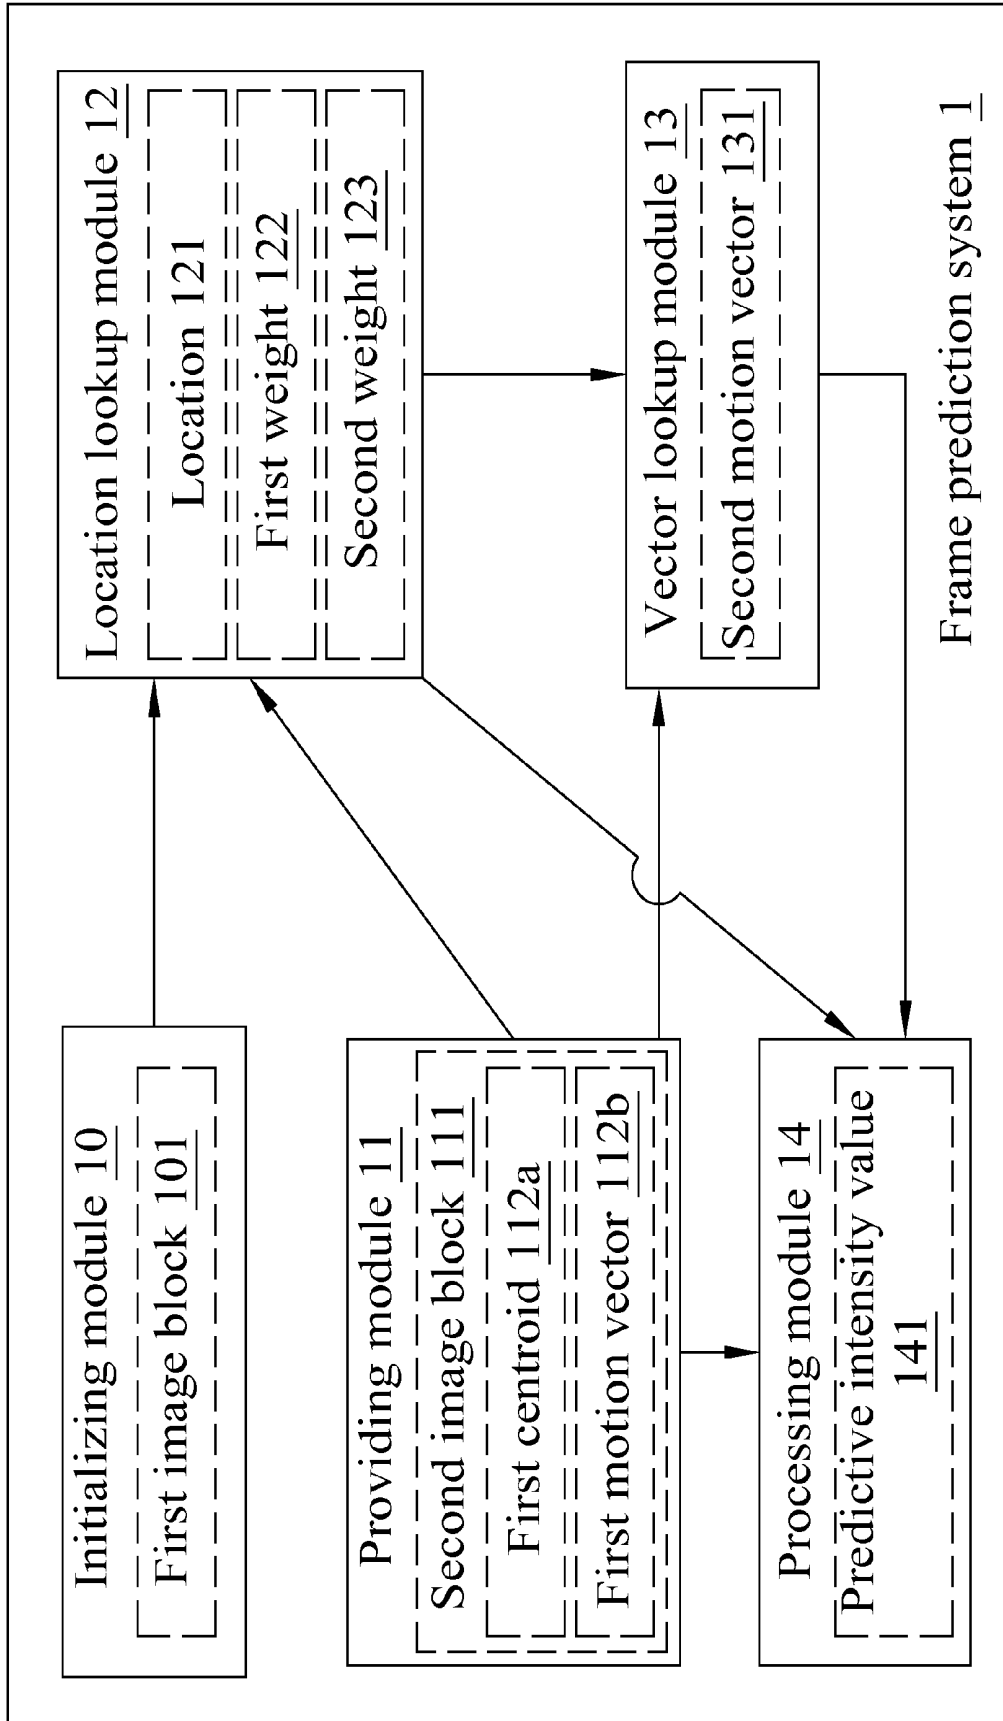 Initializing module 10
First image block 101
Providing module 11
Second image block 111
First centroid 112a
First motion vector 112b
Processing module 14
Predictive intensity value
141
Location lookup module 12
Location 121
First weight 122
Second weight 123
Vector lookup module 13
Second motion vector 131
Frame prediction system 1